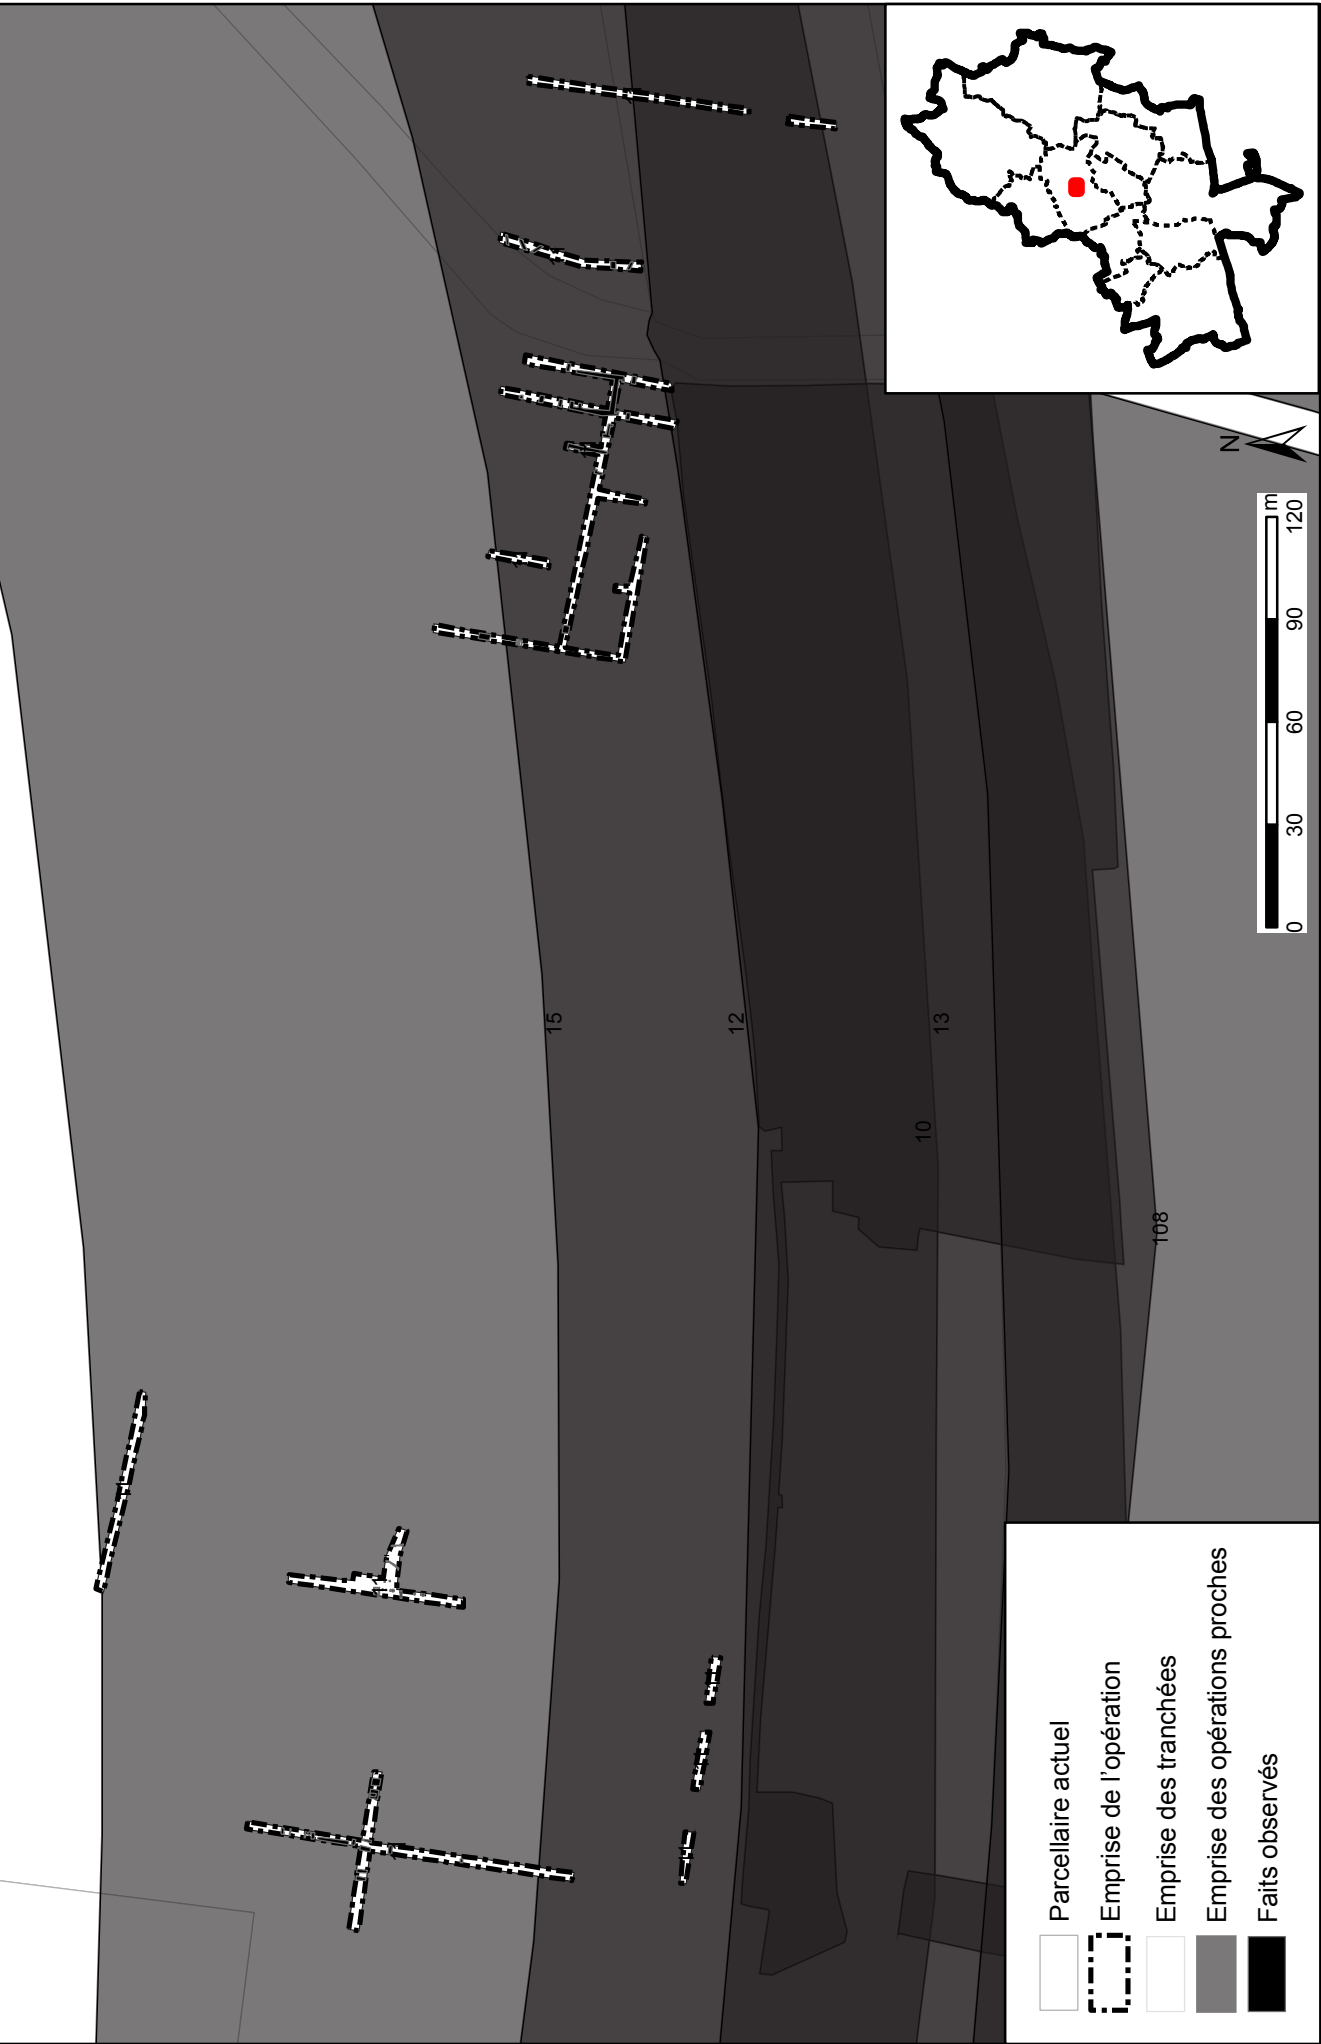 15
12
13
10
108
N
m
0 30 60 90 120
Parcellaire actuel
Emprise de l'opération
Emprise des tranchées
Emprise des opérations proches
Faits observés